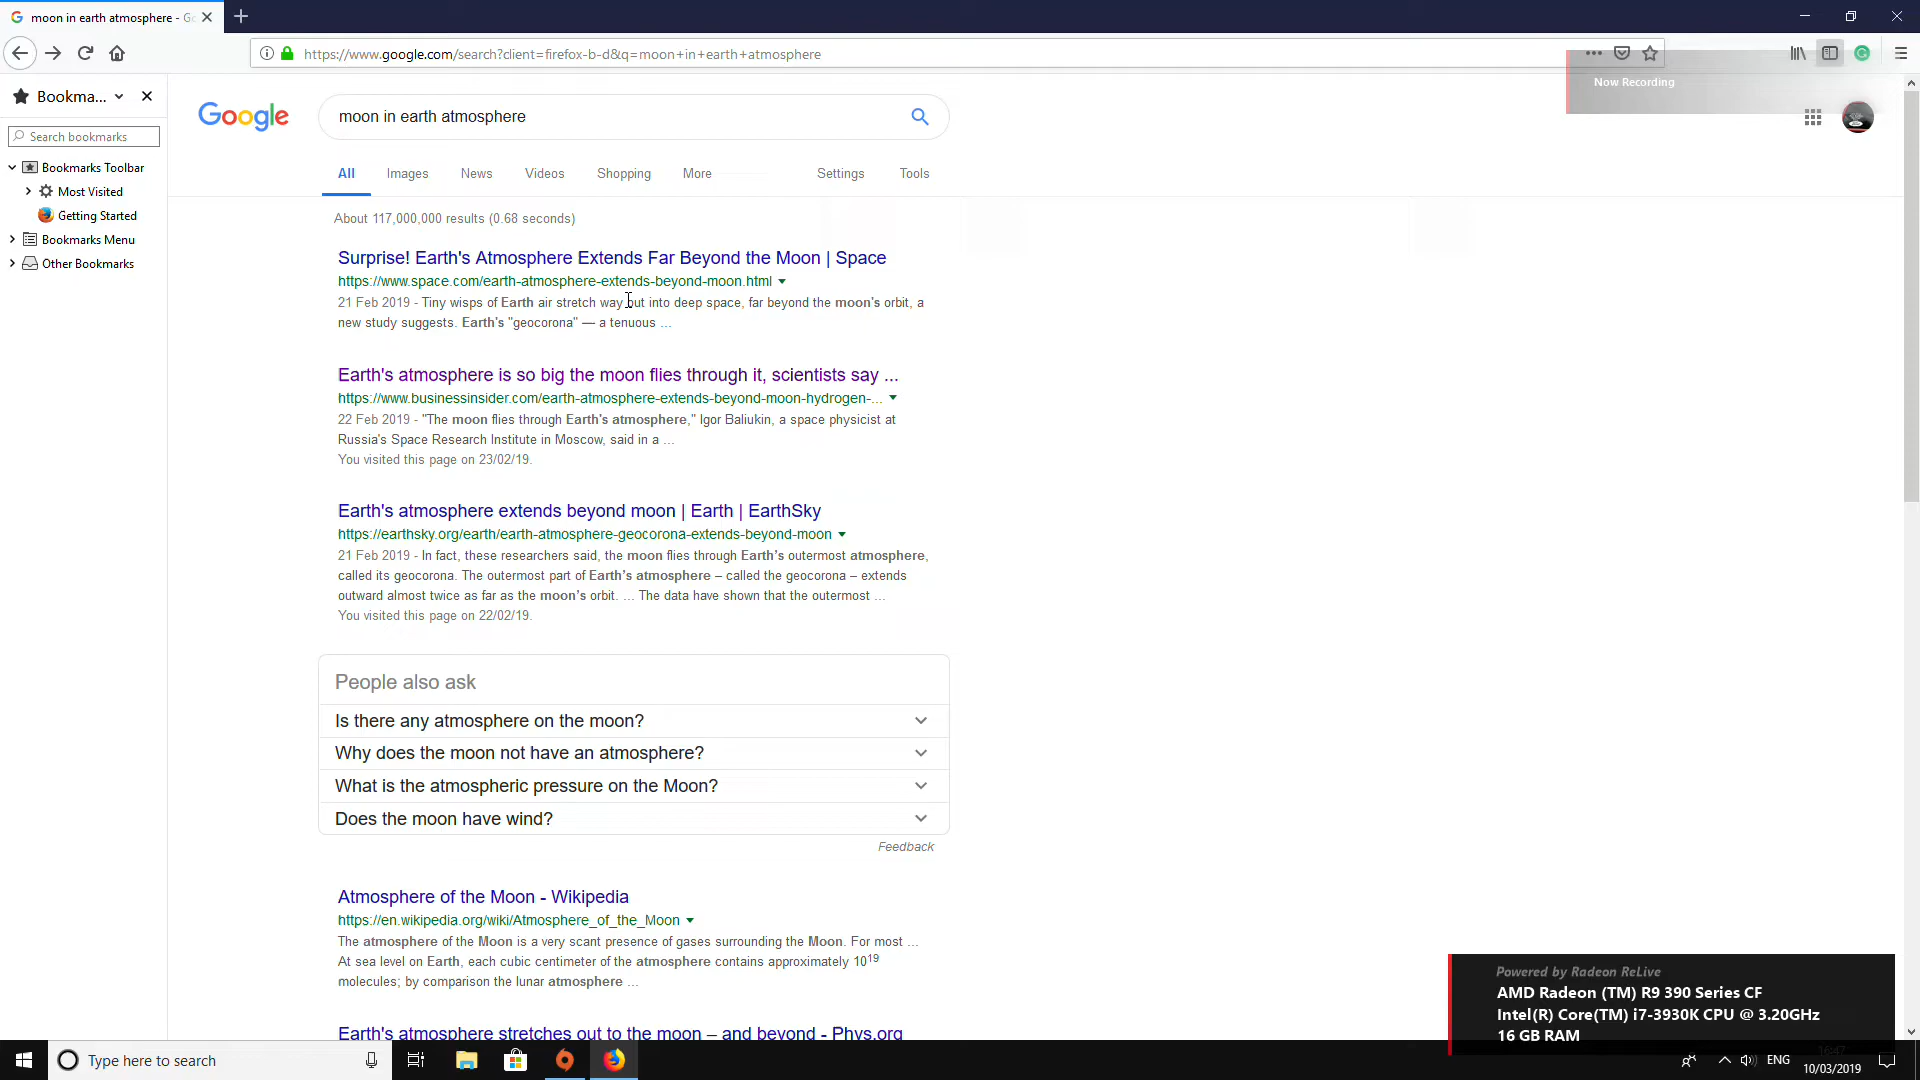 moon in earth atmosphere - Go
https://www.google.com/search?client=firefox-b-d&q=moon+in+earth+atmosphere
Now Recording
Bookma...
Search bookmarks
Bookmarks Toolbar
Most Visited
Getting Started
Bookmarks Menu
Other Bookmarks
Google
moon in earth atmosphere
All Images News Videos Shopping More Settings Tools
About 117,000,000 results (0.68 seconds)
Surprise! Earth's Atmosphere Extends Far Beyond the Moon | Space
https://www.space.com/earth-atmosphere-extends-beyond-moon.html
21 Feb 2019 - Tiny wisps of Earth air stretch way out into deep space, far beyond the moon's orbit, a
new study suggests. Earth's "geocorona" — a tenuous ...
Earth's atmosphere is so big the moon flies through it, scientists say ...
https://www.businessinsider.com/earth-atmosphere-extends-beyond-moon-hydrogen-...
22 Feb 2019 - "The moon flies through Earth's atmosphere," Igor Baliukin, a space physicist at
Russia's Space Research Institute in Moscow, said in a ...
You visited this page on 23/02/19.
Earth's atmosphere extends beyond moon | Earth | EarthSky
https://earthsky.org/earth/earth-atmosphere-geocorona-extends-beyond-moon
21 Feb 2019 - In fact, these researchers said, the moon flies through Earth’s outermost atmosphere,
called its geocorona. The outermost part of Earth’s atmosphere – called the geocorona – extends
outward almost twice as far as the moon’s orbit. ... The data have shown that the outermost ...
You visited this page on 22/02/19.
People also ask
Is there any atmosphere on the moon?
Why does the moon not have an atmosphere?
What is the atmospheric pressure on the Moon?
Does the moon have wind?
Feedback
Atmosphere of the Moon - Wikipedia
https://en.wikipedia.org/wiki/Atmosphere_of_the_Moon
The atmosphere of the Moon is a very scant presence of gases surrounding the Moon. For most ...
At sea level on Earth, each cubic centimeter of the atmosphere contains approximately 10¹⁹
molecules; by comparison the lunar atmosphere ...
Earth's atmosphere stretches out to the moon – and beyond - Phys.org
Powered by Radeon ReLive
AMD Radeon (TM) R9 390 Series CF
Intel(R) Core(TM) i7-3930K CPU @ 3.20GHz
16 GB RAM
Type here to search
ENG
10/03/2019